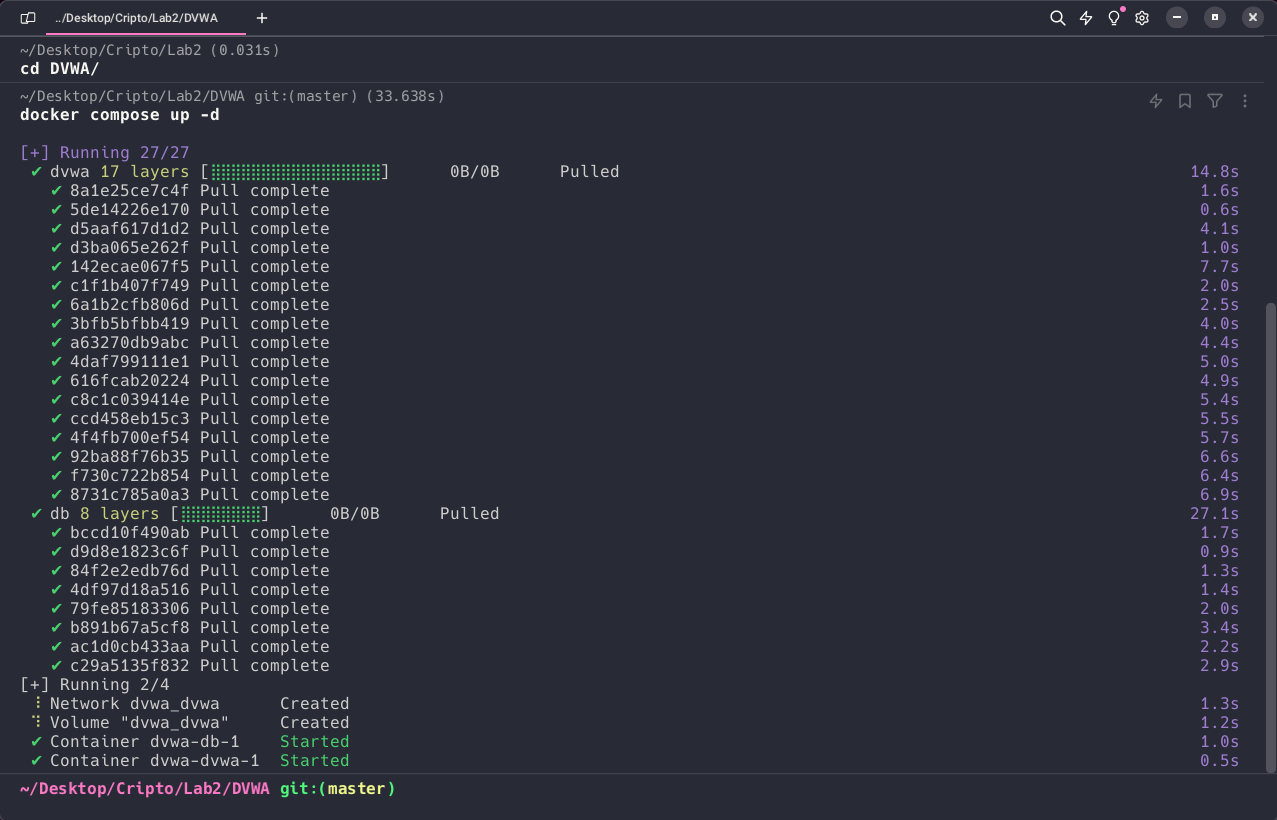 ../Desktop/Cripto/Lab2/DVWA
~/Desktop/Cripto/Lab2 (0.031s)
cd DVWA/
~/Desktop/Cripto/Lab2/DVWA git:(master) (33.638s)
docker compose up -d
[+] Running 27/27
✔ dvwa 17 layers [⣿⣿⣿⣿⣿⣿⣿⣿⣿⣿⣿⣿⣿⣿⣿⣿⣿] 0B/0B Pulled 14.8s
✔ 8a1e25ce7c4f Pull complete 1.6s
✔ 5de14226e170 Pull complete 0.6s
✔ d5aaf617d1d2 Pull complete 4.1s
✔ d3ba065e262f Pull complete 1.0s
✔ 142ecae067f5 Pull complete 7.7s
✔ c1f1b407f749 Pull complete 2.0s
✔ 6a1b2cfb806d Pull complete 2.5s
✔ 3bfb5bfbb419 Pull complete 4.0s
✔ a63270db9abc Pull complete 4.4s
✔ 4daf799111e1 Pull complete 5.0s
✔ 616fcab20224 Pull complete 4.9s
✔ c8c1c039414e Pull complete 5.4s
✔ ccd458eb15c3 Pull complete 5.5s
✔ 4f4fb700ef54 Pull complete 5.7s
✔ 92ba88f76b35 Pull complete 6.6s
✔ f730c722b854 Pull complete 6.4s
✔ 8731c785a0a3 Pull complete 6.9s
✔ db 8 layers [⣿⣿⣿⣿⣿⣿⣿⣿] 0B/0B Pulled 27.1s
✔ bccd10f490ab Pull complete 1.7s
✔ d9d8e1823c6f Pull complete 0.9s
✔ 84f2e2edb76d Pull complete 1.3s
✔ 4df97d18a516 Pull complete 1.4s
✔ 79fe85183306 Pull complete 2.0s
✔ b891b67a5cf8 Pull complete 3.4s
✔ ac1d0cb433aa Pull complete 2.2s
✔ c29a5135f832 Pull complete 2.9s
[+] Running 2/4
⠸ Network dvwa_dvwa Created 1.3s
⠹ Volume "dvwa_dvwa" Created 1.2s
✔ Container dvwa-db-1 Started 1.0s
✔ Container dvwa-dvwa-1 Started 0.5s
~/Desktop/Cripto/Lab2/DVWA git:(master)